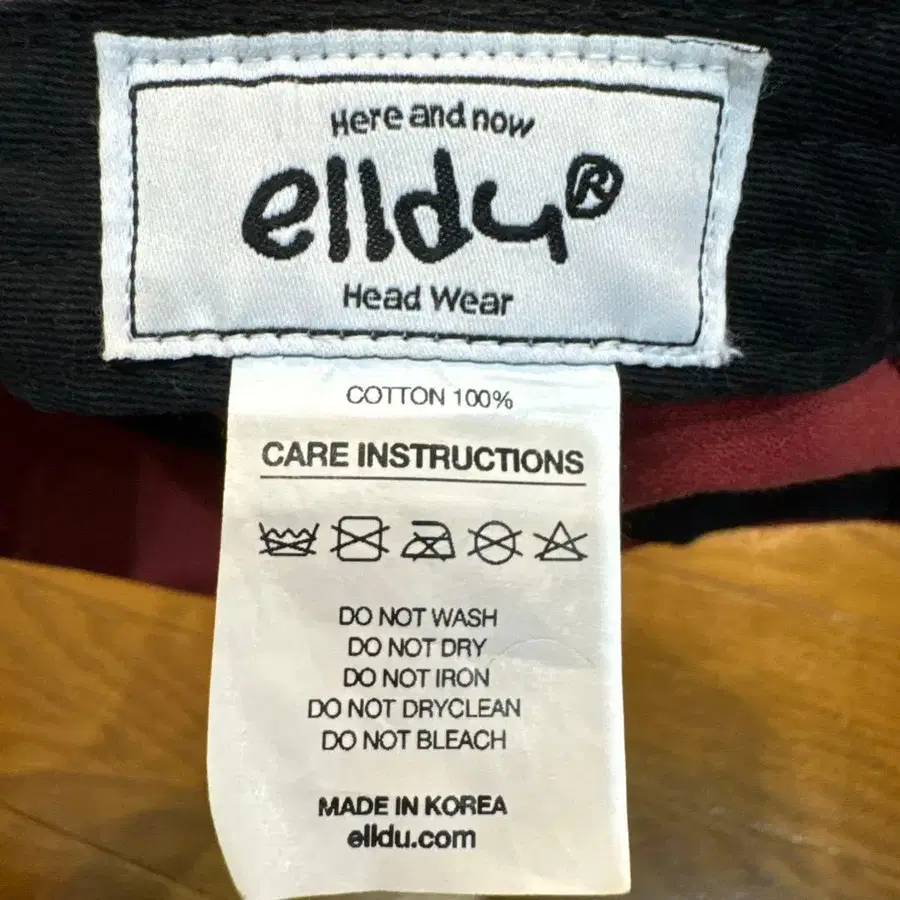 Here and now
elldu®
Head Wear
COTTON 100%
CARE INSTRUCTIONS
DO NOT WASH
DO NOT DRY
DO NOT IRON
DO NOT DRYCLEAN
DO NOT BLEACH
MADE IN KOREA
elldu.com